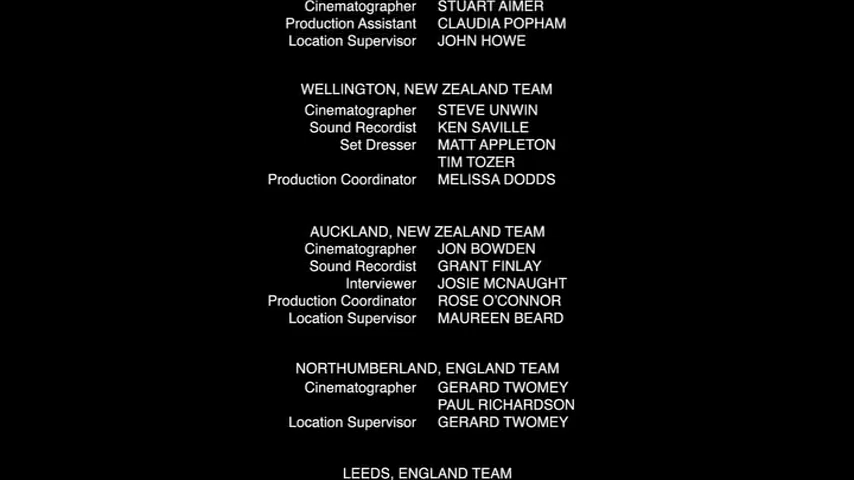 Cinematographer STUART AIMER
Production Assistant CLAUDIA POPHAM
Location Supervisor JOHN HOWE
WELLINGTON, NEW ZEALAND TEAM
Cinematographer STEVE UNWIN
Sound Recordist KEN SAVILLE
Set Dresser MATT APPLETON
TIM TOZER
Production Coordinator MELISSA DODDS
AUCKLAND, NEW ZEALAND TEAM
Cinematographer JON BOWDEN
Sound Recordist GRANT FINLAY
Interviewer JOSIE MCNAUGHT
Production Coordinator ROSE O'CONNOR
Location Supervisor MAUREEN BEARD
NORTHUMBERLAND, ENGLAND TEAM
Cinematographer GERARD TWOMEY
PAUL RICHARDSON
Location Supervisor GERARD TWOMEY
LEEDS, ENGLAND TEAM